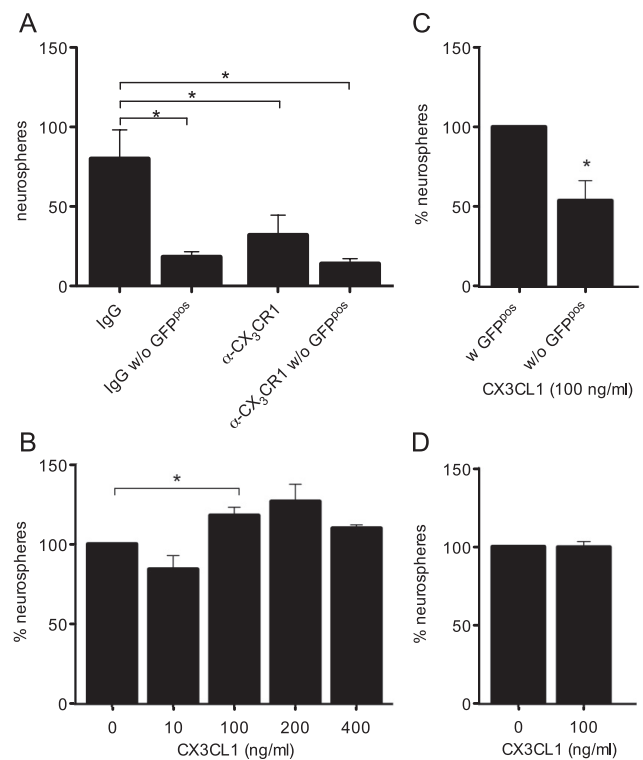 A
neurospheres
150
100
50
0
*
*
*
IgG
IgG w/o GFPpos
α-CX3CR1
α-CX3CR1 w/o GFPpos
C
% neurospheres
150
100
50
0
*
w GFPpos
w/o GFPpos
CX3CL1 (100 ng/ml)
B
% neurospheres
150
100
50
0
*
0 10 100 200 400
CX3CL1 (ng/ml)
D
% neurospheres
150
100
50
0
0 100
CX3CL1 (ng/ml)